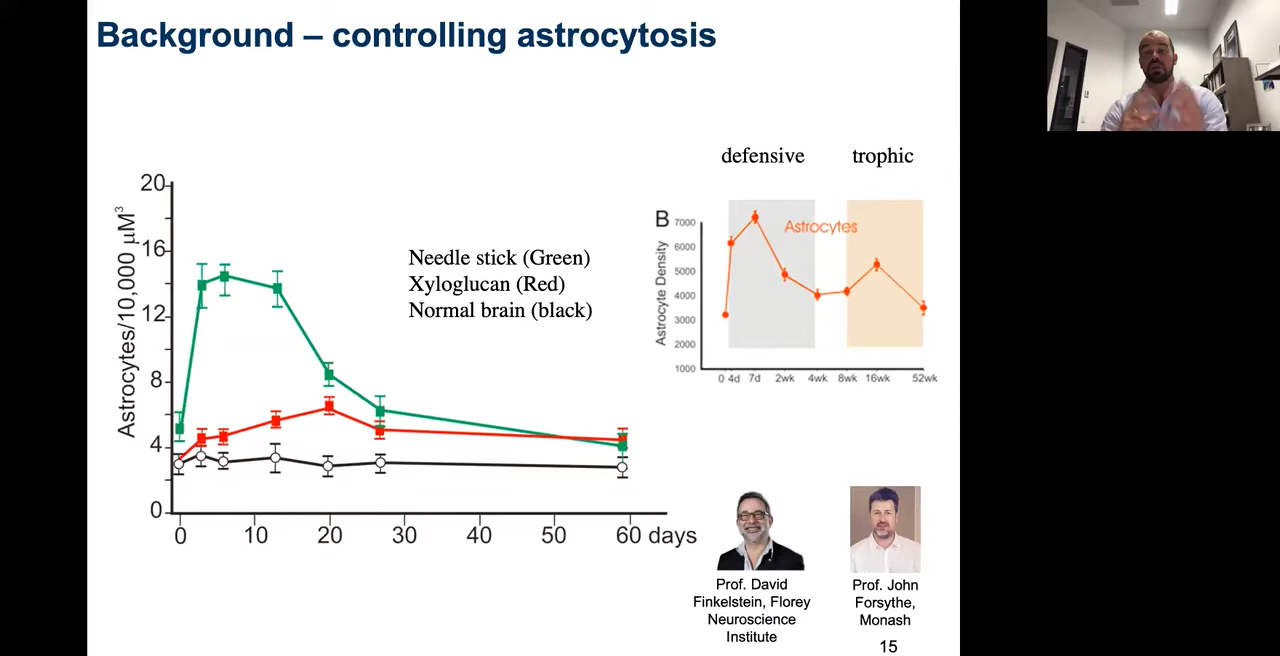 Background – controlling astrocytosis
Astrocytes/10,000 µM³
20
16
12
8
4
0
0 10 20 30 40 50 60 days
Needle stick (Green)
Xyloglucan (Red)
Normal brain (black)
defensive trophic
B
Astrocytes
Astrocyte Density
7000
6000
5000
4000
3000
2000
1000
0 4d 7d 2wk 4wk 8wk 16wk 52wk
Prof. David
Finkelstein, Florey
Neuroscience
Institute
Prof. John
Forsythe,
Monash
15